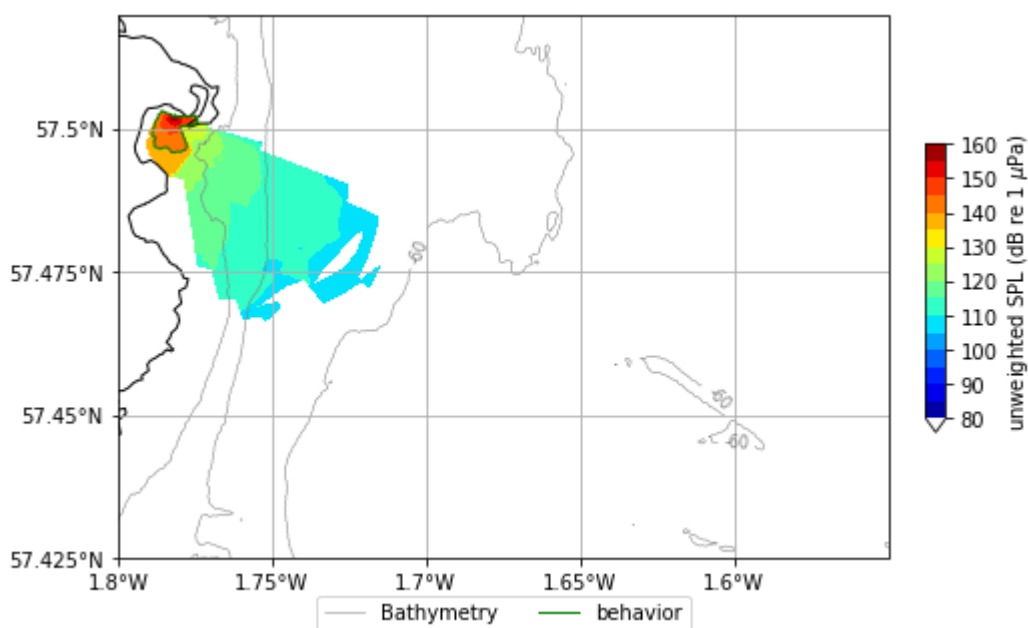 57.5°N
57.475°N
57.45°N
57.425°N
1.8°W
1.75°W
1.7°W
1.65°W
1.6°W
-60
-60
-60
160
150
140
130
120
110
100
90
80
unweighted SPL (dB re 1 μPa)
Bathymetry
behavior